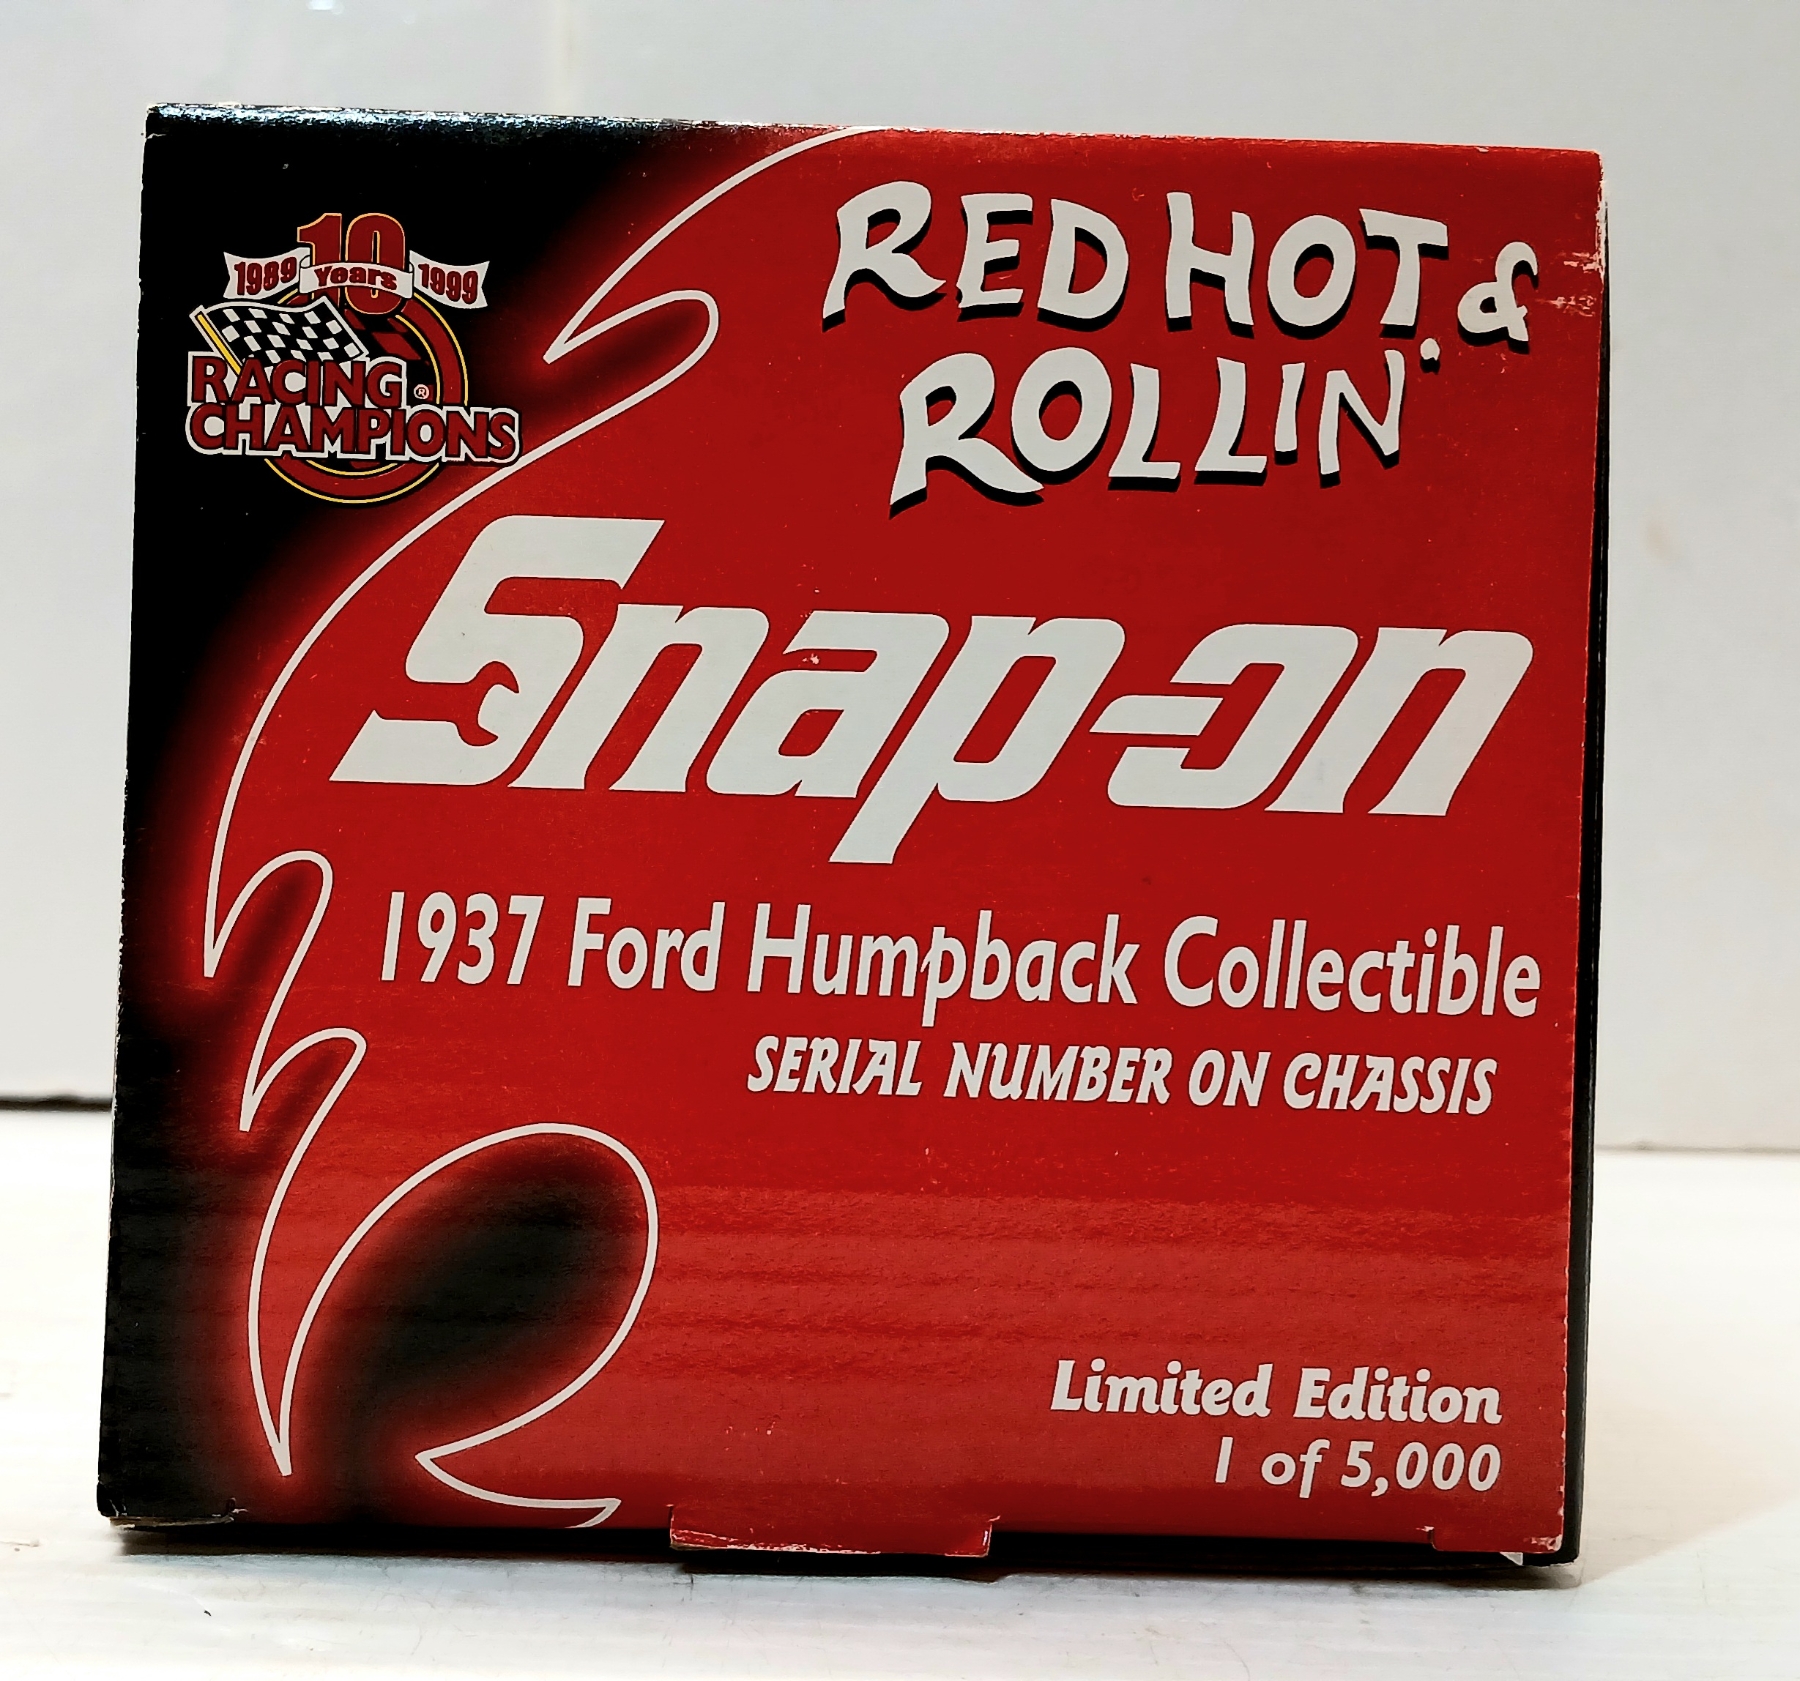 10
1989 Years 1999
RACING ®
CHAMPIONS
RED HOT &
ROLLIN'
Snap-on
1937 Ford Humpback Collectible
SERIAL NUMBER ON CHASSIS
Limited Edition
1 of 5,000